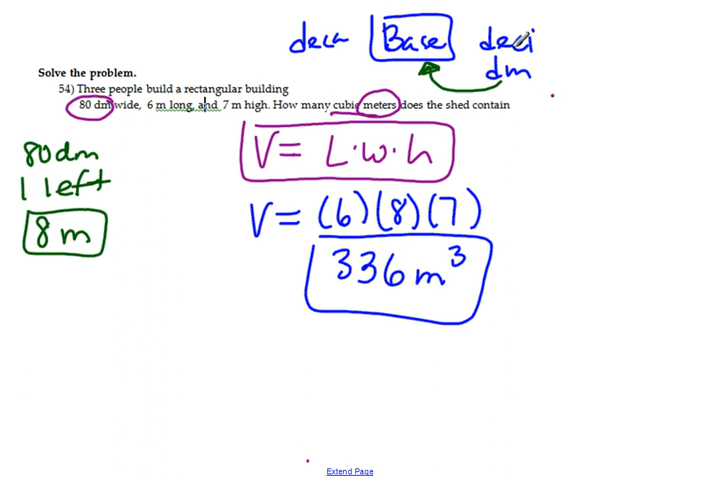 deca Base deci
dm
Solve the problem.
54) Three people build a rectangular building
80 dm wide, 6 m long, and 7 m high. How many cubic meters does the shed contain
V = L·w·h
80 dm
1 left
8 m
V = (6)(8)(7)
336 m³
Extend Page